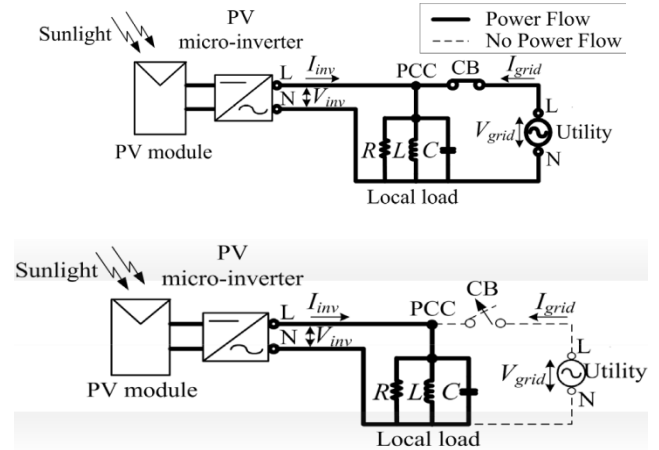 Power Flow
No Power Flow
Sunlight
PV
micro-inverter
L
I_inv
PCC
CB
I_grid
L
N
V_inv
V_grid
Utility
N
R
L
C
PV module
Local load
PV
micro-inverter
Sunlight
L
I_inv
PCC
CB
I_grid
N
V_inv
L
V_grid
Utility
N
R
L
C
PV module
Local load